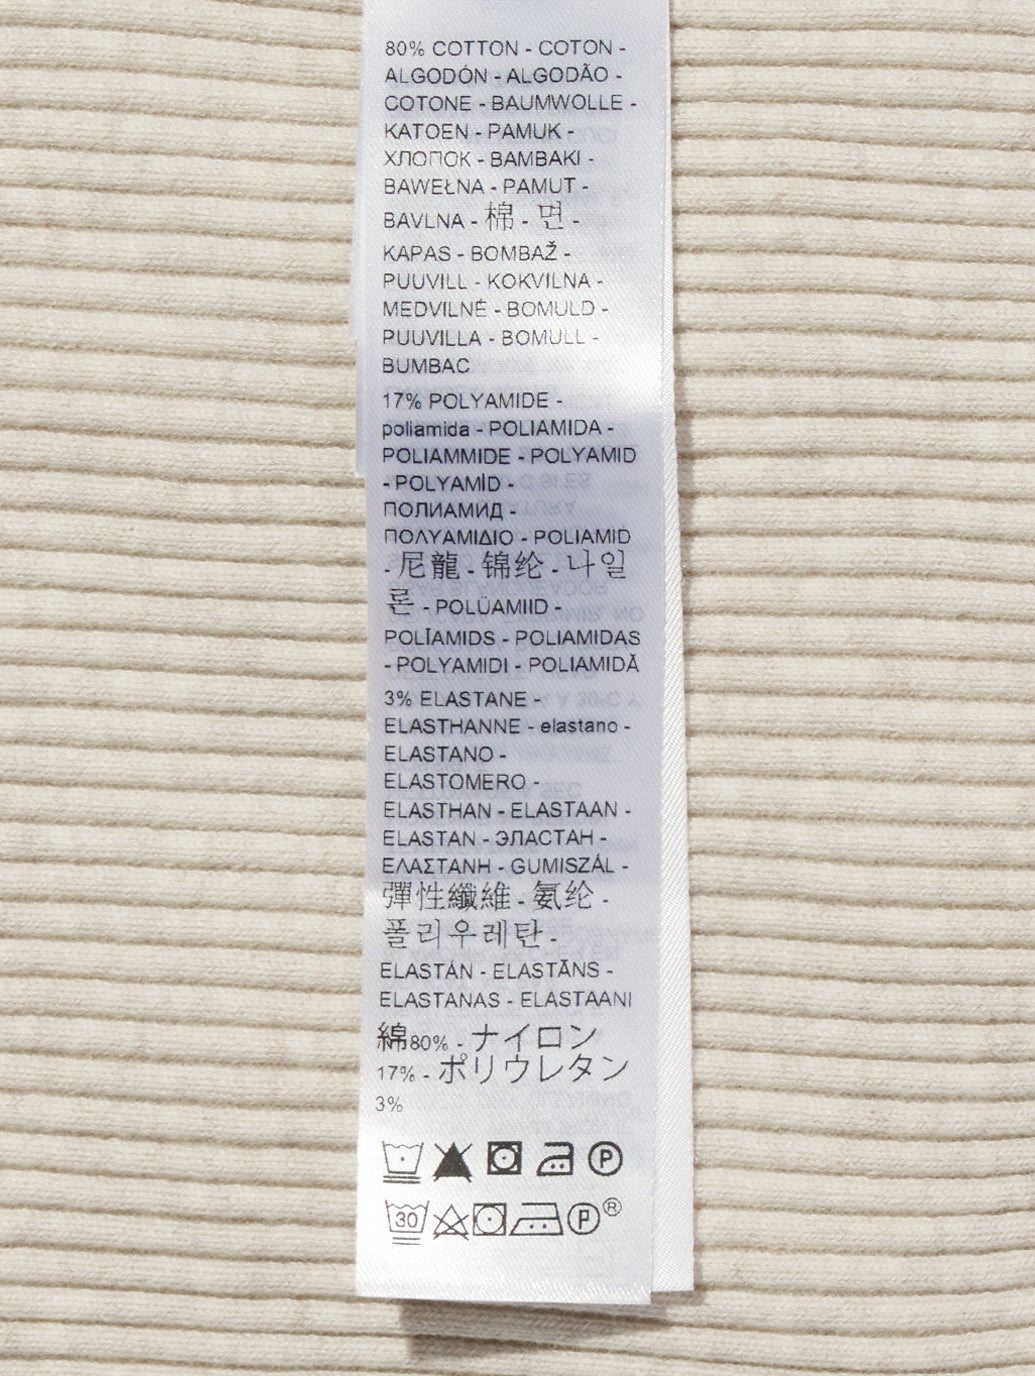 80% COTTON - COTON -
ALGODÓN - ALGODÃO -
COTONE - BAUMWOLLE -
KATOEN - PAMUK -
ХЛОПОК - BAMBAKI -
BAWEŁNA - PAMUT -
BAVLNA - 棉 - 면 -
KAPAS - BOMBAŽ -
PUUVILL - KOKVILNA -
MEDVILNĖ - BOMULD -
PUUVILLA - BOMULL -
BUMBAC
17% POLYAMIDE -
poliamida - POLIAMIDA -
POLIAMMIDE - POLYAMID
- POLYAMİD -
ПОЛИАМИД -
ΠΟΛΥΑΜΙΔΙΟ - POLIAMID
- 尼龍 - 锦纶 - 나일
론 - POLÜAMIID -
POLĪAMIDS - POLIAMIDAS
- POLYAMIDI - POLIAMIDĂ
3% ELASTANE -
ELASTHANNE - elastano -
ELASTANO -
ELASTOMERO -
ELASTHAN - ELASTAAN -
ELASTAN - ЭЛАСТАН -
ΕΛΑΣΤΑΝΗ - GUMISZÁL -
彈性纖維 - 氨纶 -
폴리우레탄 -
ELASTÁN - ELASTĀNS -
ELASTANAS - ELASTAANI
綿80% - ナイロン
17% - ポリウレタン
3%
P
30 P ®